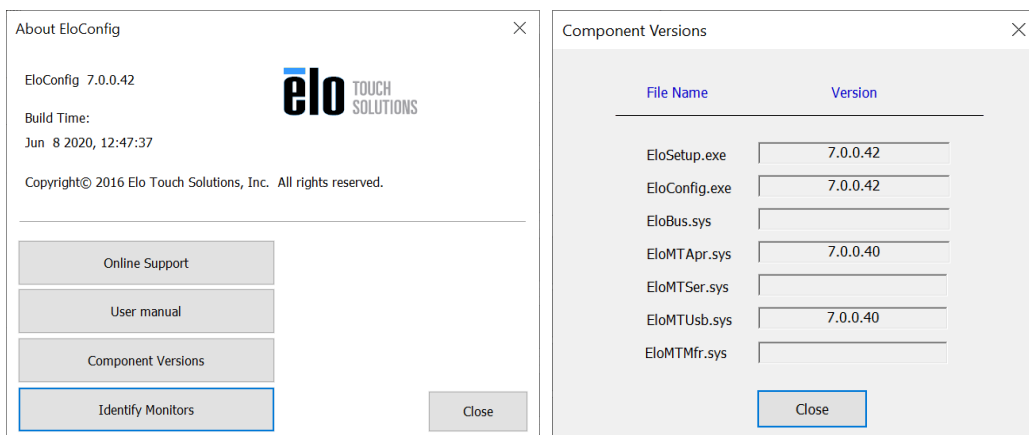 About EloConfig
EloConfig 7.0.0.42
Build Time:
Jun 8 2020, 12:47:37
elo TOUCH
SOLUTIONS
Copyright© 2016 Elo Touch Solutions, Inc. All rights reserved.
Online Support
User manual
Component Versions
Identify Monitors
Close
Component Versions
File Name Version
EloSetup.exe 7.0.0.42
EloConfig.exe 7.0.0.42
EloBus.sys
EloMTApr.sys 7.0.0.40
EloMTSer.sys
EloMTUsb.sys 7.0.0.40
EloMTMfr.sys
Close